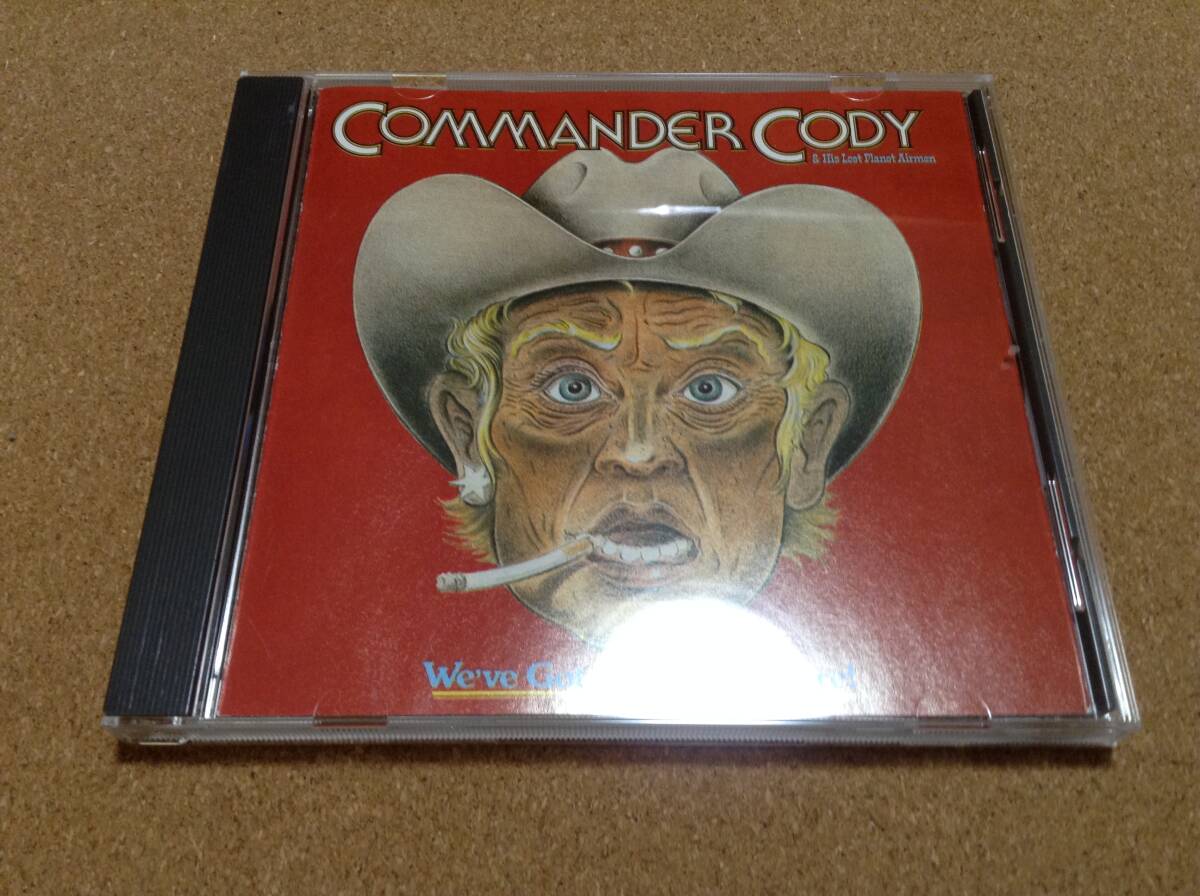 COMMANDER CODY
& His Lost Planet Airmen
We've Got